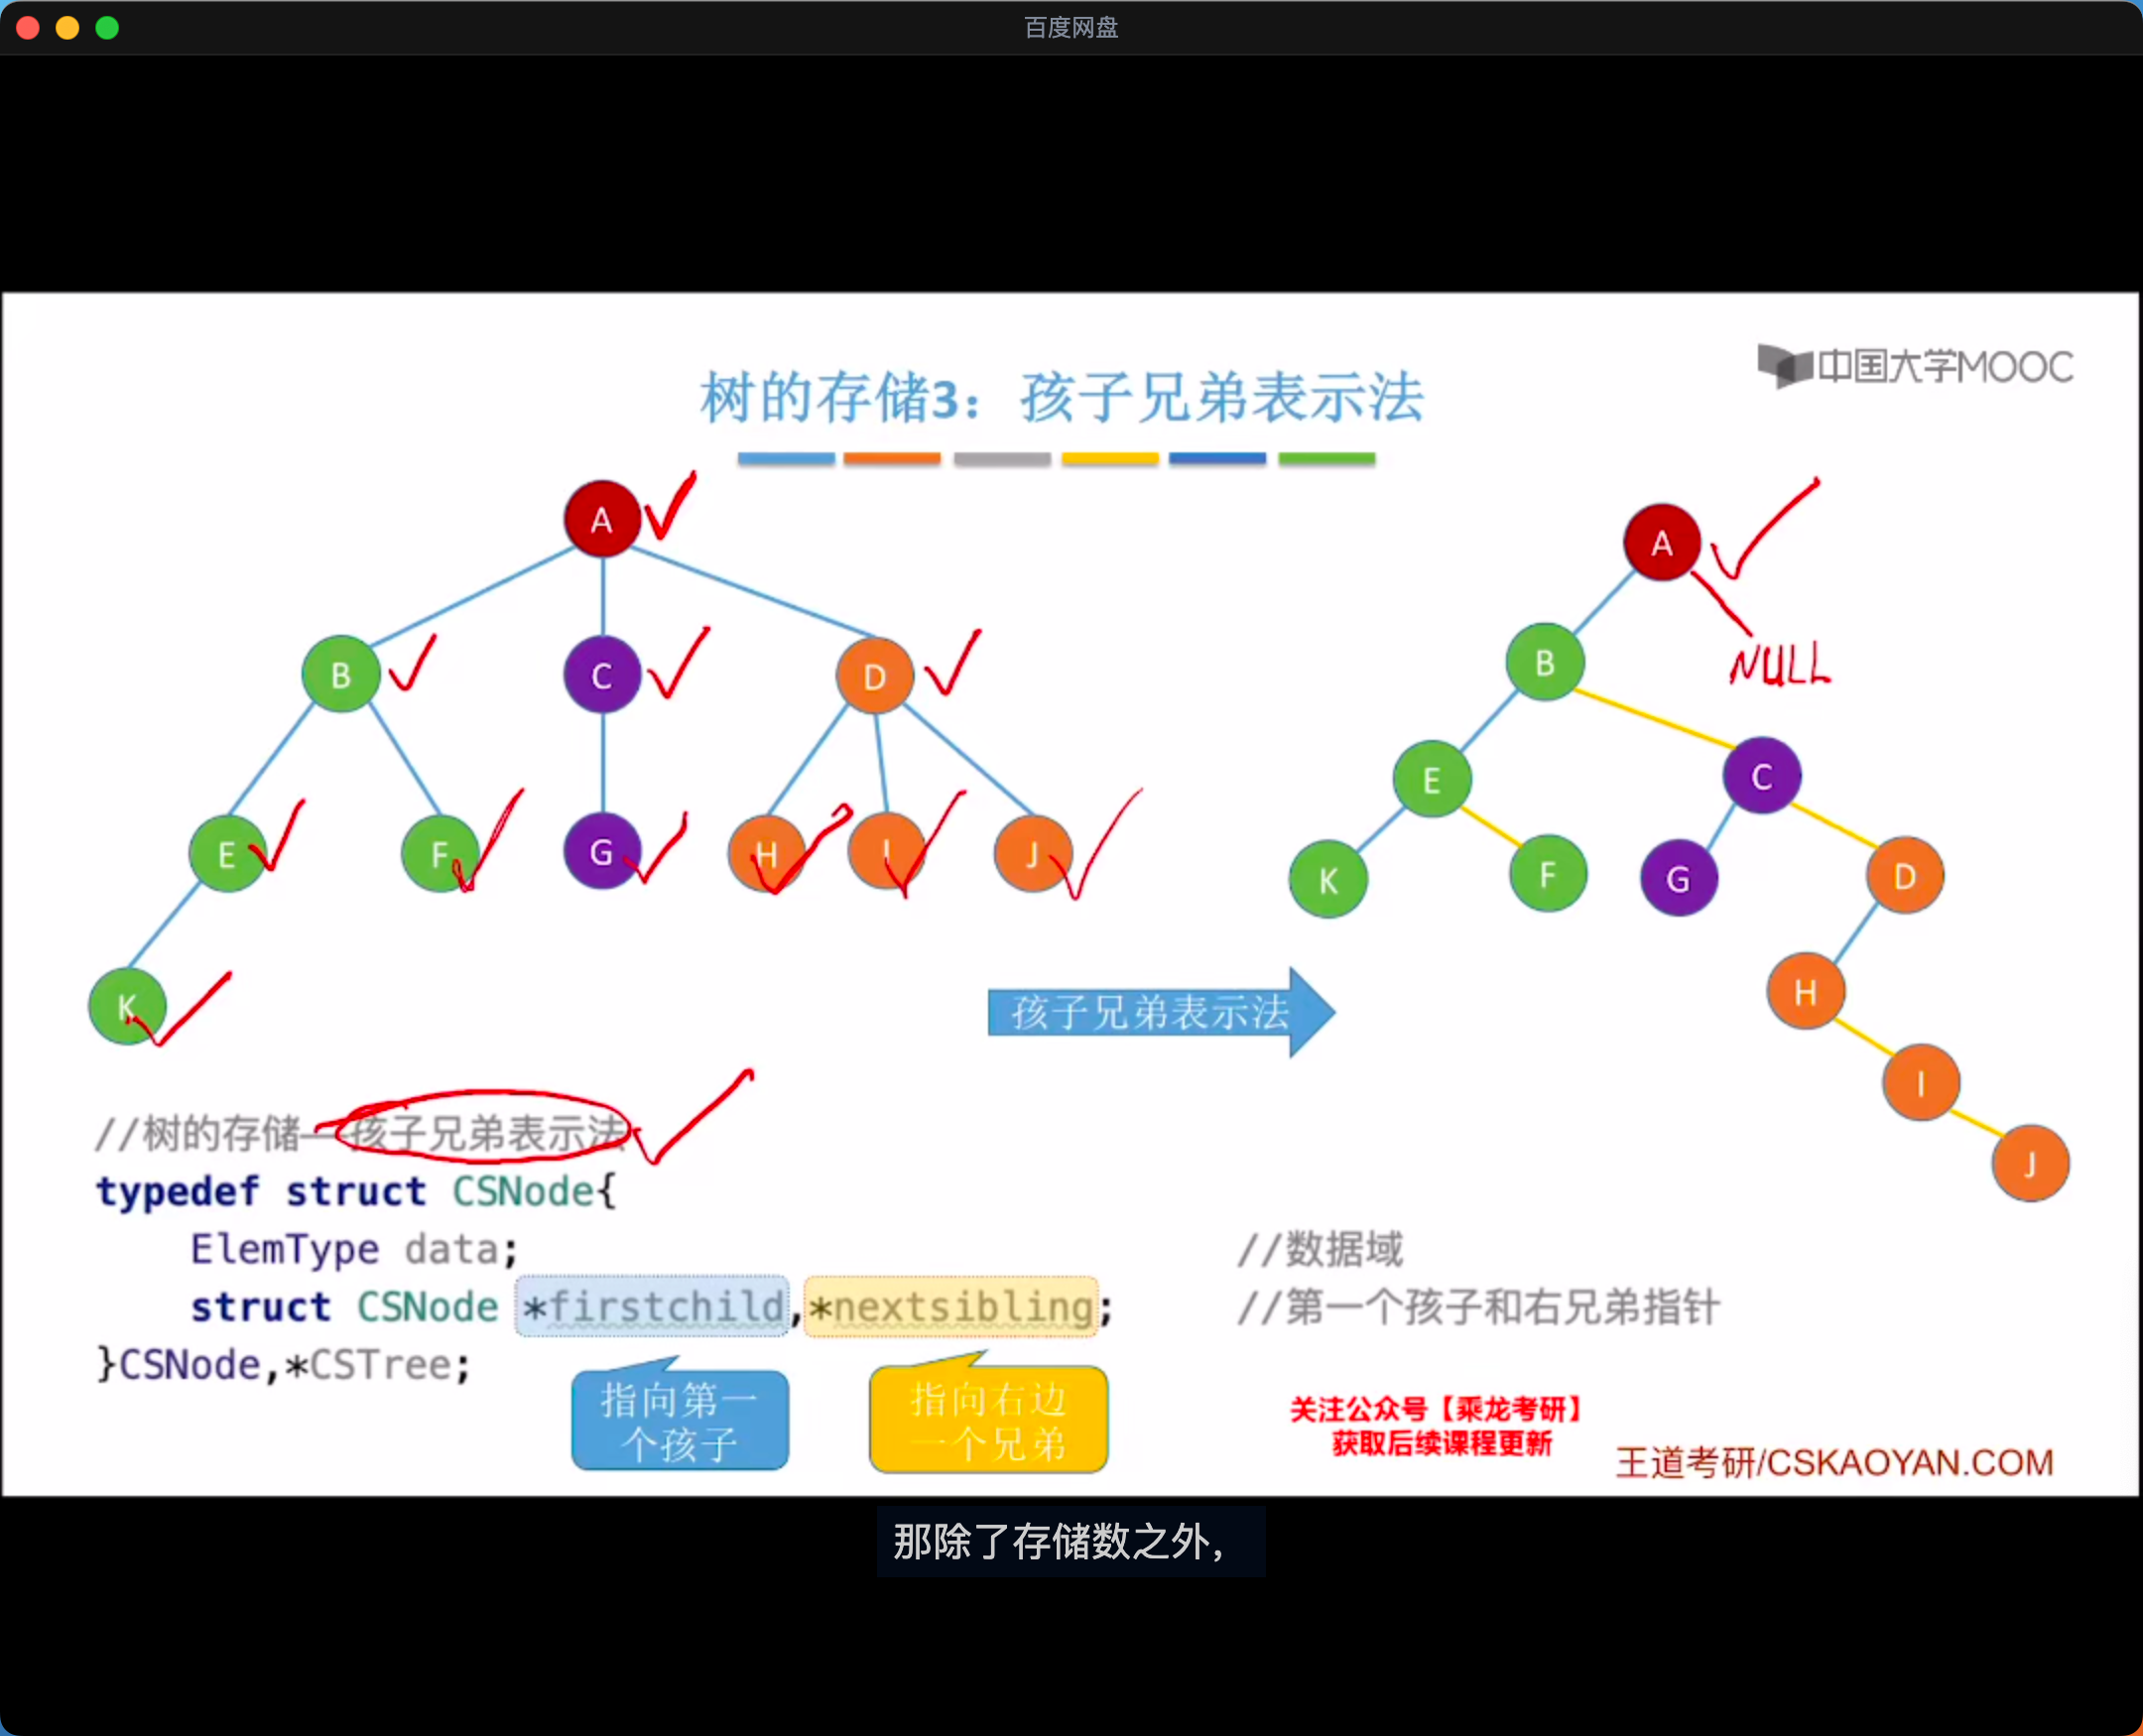 百度网盘
中国大学MOOC
树的存储3：孩子兄弟表示法
A
B
C
D
E
F
G
H
I
J
K
A
NULL
B
E
C
K
F
G
D
H
I
J
孩子兄弟表示法
//树的存储——孩子兄弟表示法
typedef struct CSNode{
ElemType data; //数据域
struct CSNode *firstchild,*nextsibling; //第一个孩子和右兄弟指针
}CSNode,*CSTree;
指向第一
个孩子
指向右边
一个兄弟
关注公众号【乘龙考研】
获取后续课程更新
王道考研/CSKAOYAN.COM
那除了存储数之外，